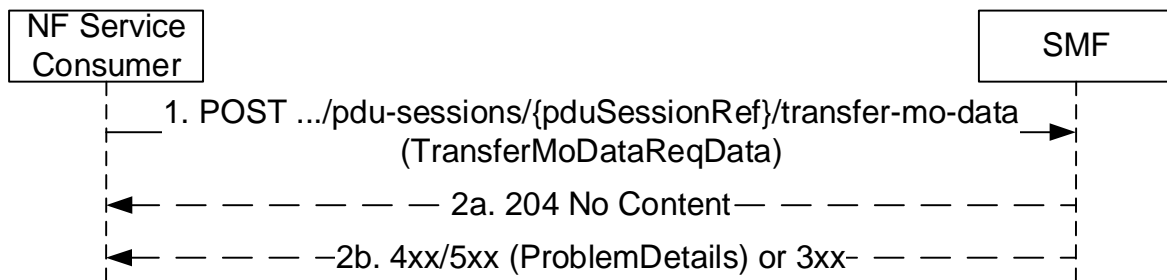 NF Service
Consumer
SMF
1. POST .../pdu-sessions/{pduSessionRef}/transfer-mo-data
(TransferMoDataReqData)
2a. 204 No Content
2b. 4xx/5xx (ProblemDetails) or 3xx